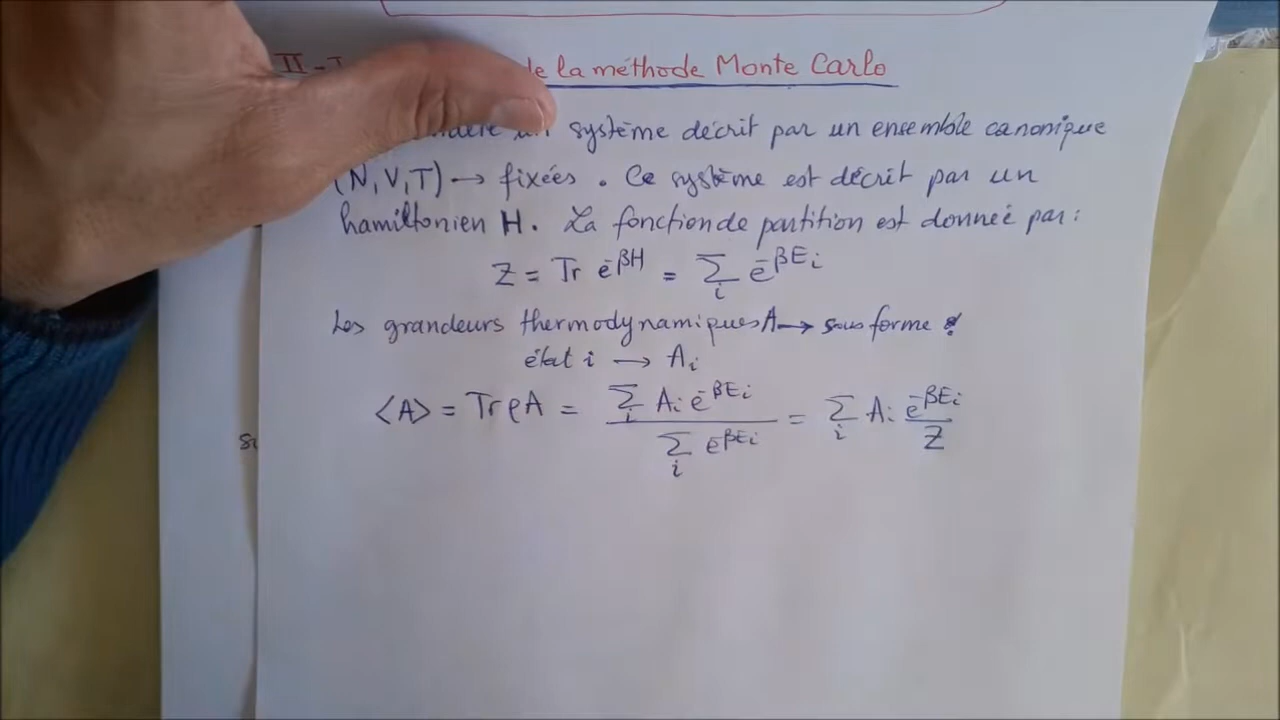 II - de la méthode Monte Carlo
un système décrit par un ensemble canonique
(N,V,T) → fixées . Ce système est décrit par un
hamiltonien H. La fonction de partition est donnée par :
Z = Tr e^{-βH} = Σ_i e^{-βE_i}
Les grandeurs thermodynamiques A → sous forme :
état i → A_i
⟨A⟩ = Tr ρA = Σ_i A_i e^{-βE_i} / Σ_i e^{-βE_i} = Σ_i A_i e^{-βE_i} / Z